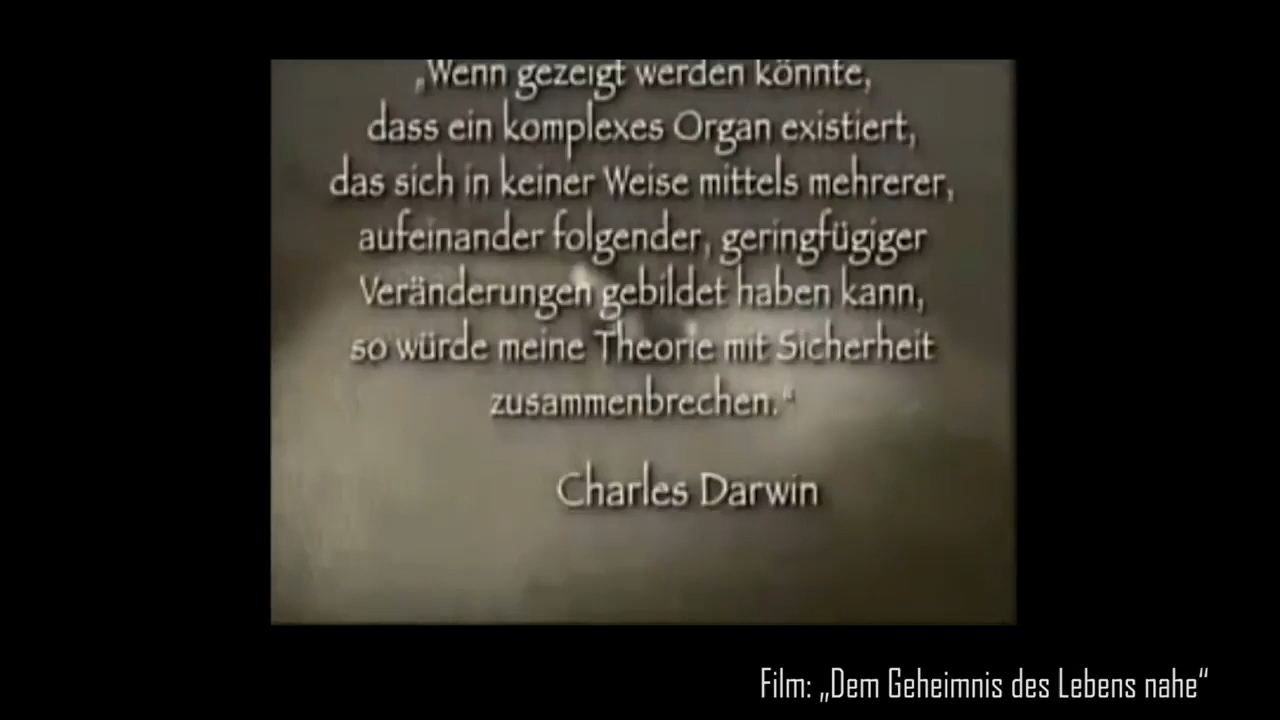 „Wenn gezeigt werden könnte,
dass ein komplexes Organ existiert,
das sich in keiner Weise mittels mehrerer,
aufeinander folgender, geringfügiger
Veränderungen gebildet haben kann,
so würde meine Theorie mit Sicherheit
zusammenbrechen.“
Charles Darwin
Film: „Dem Geheimnis des Lebens nahe“